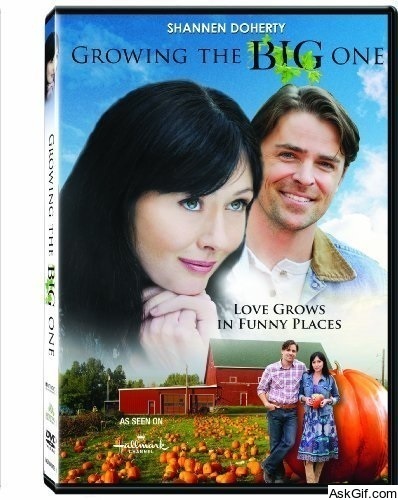 SHANNEN DOHERTY
GROWING THE BIG ONE
GROWING THE BIG ONE
LOVE GROWS
IN FUNNY PLACES
AS SEEN ON
Hallmark
CHANNEL
DVD
AskGif.com